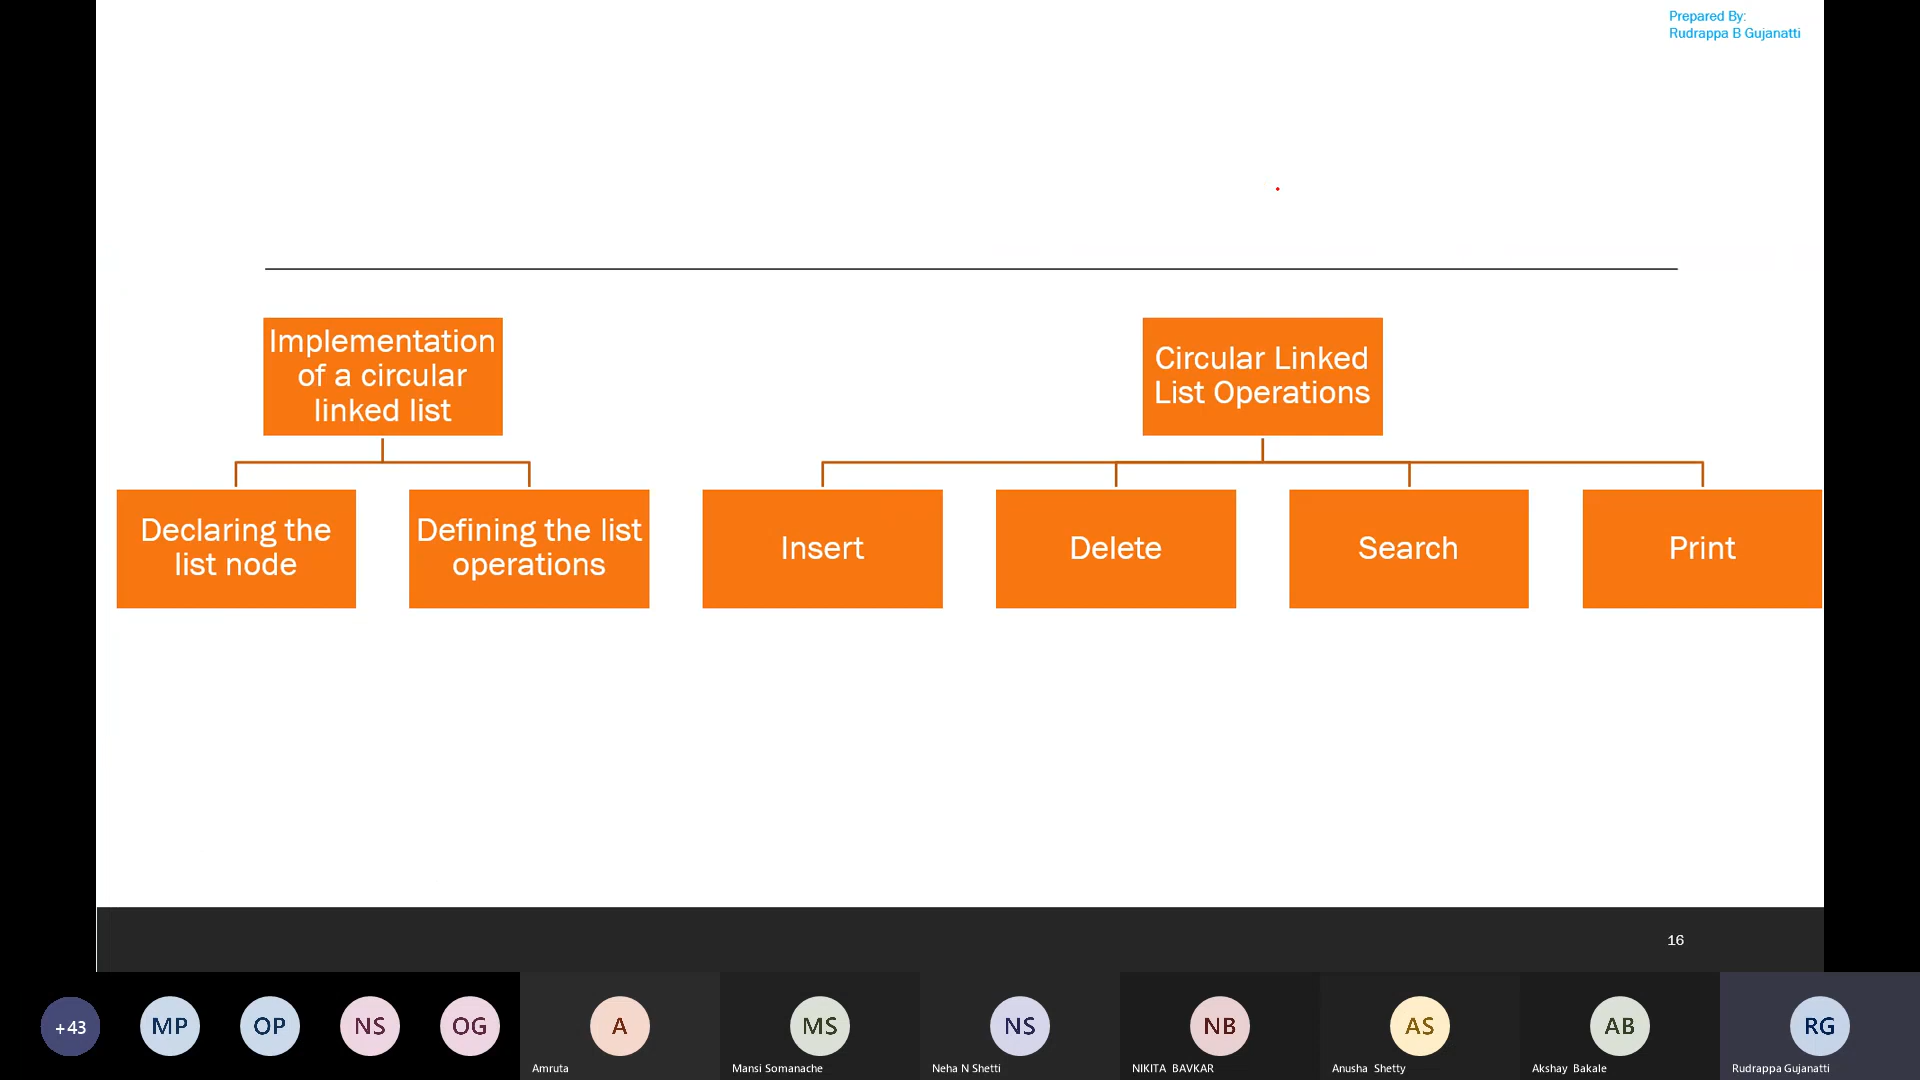 Prepared By:
Rudrappa B Gujanatti
Implementation
of a circular
linked list
Circular Linked
List Operations
Declaring the
list node
Defining the list
operations
Insert
Delete
Search
Print
16
+43
MP
OP
NS
OG
A
MS
NS
NB
AS
AB
RG
Amruta
Mansi Somanache
Neha N Shetti
NIKITA BAVKAR
Anusha Shetty
Akshay Bakale
Rudrappa Gujanatti